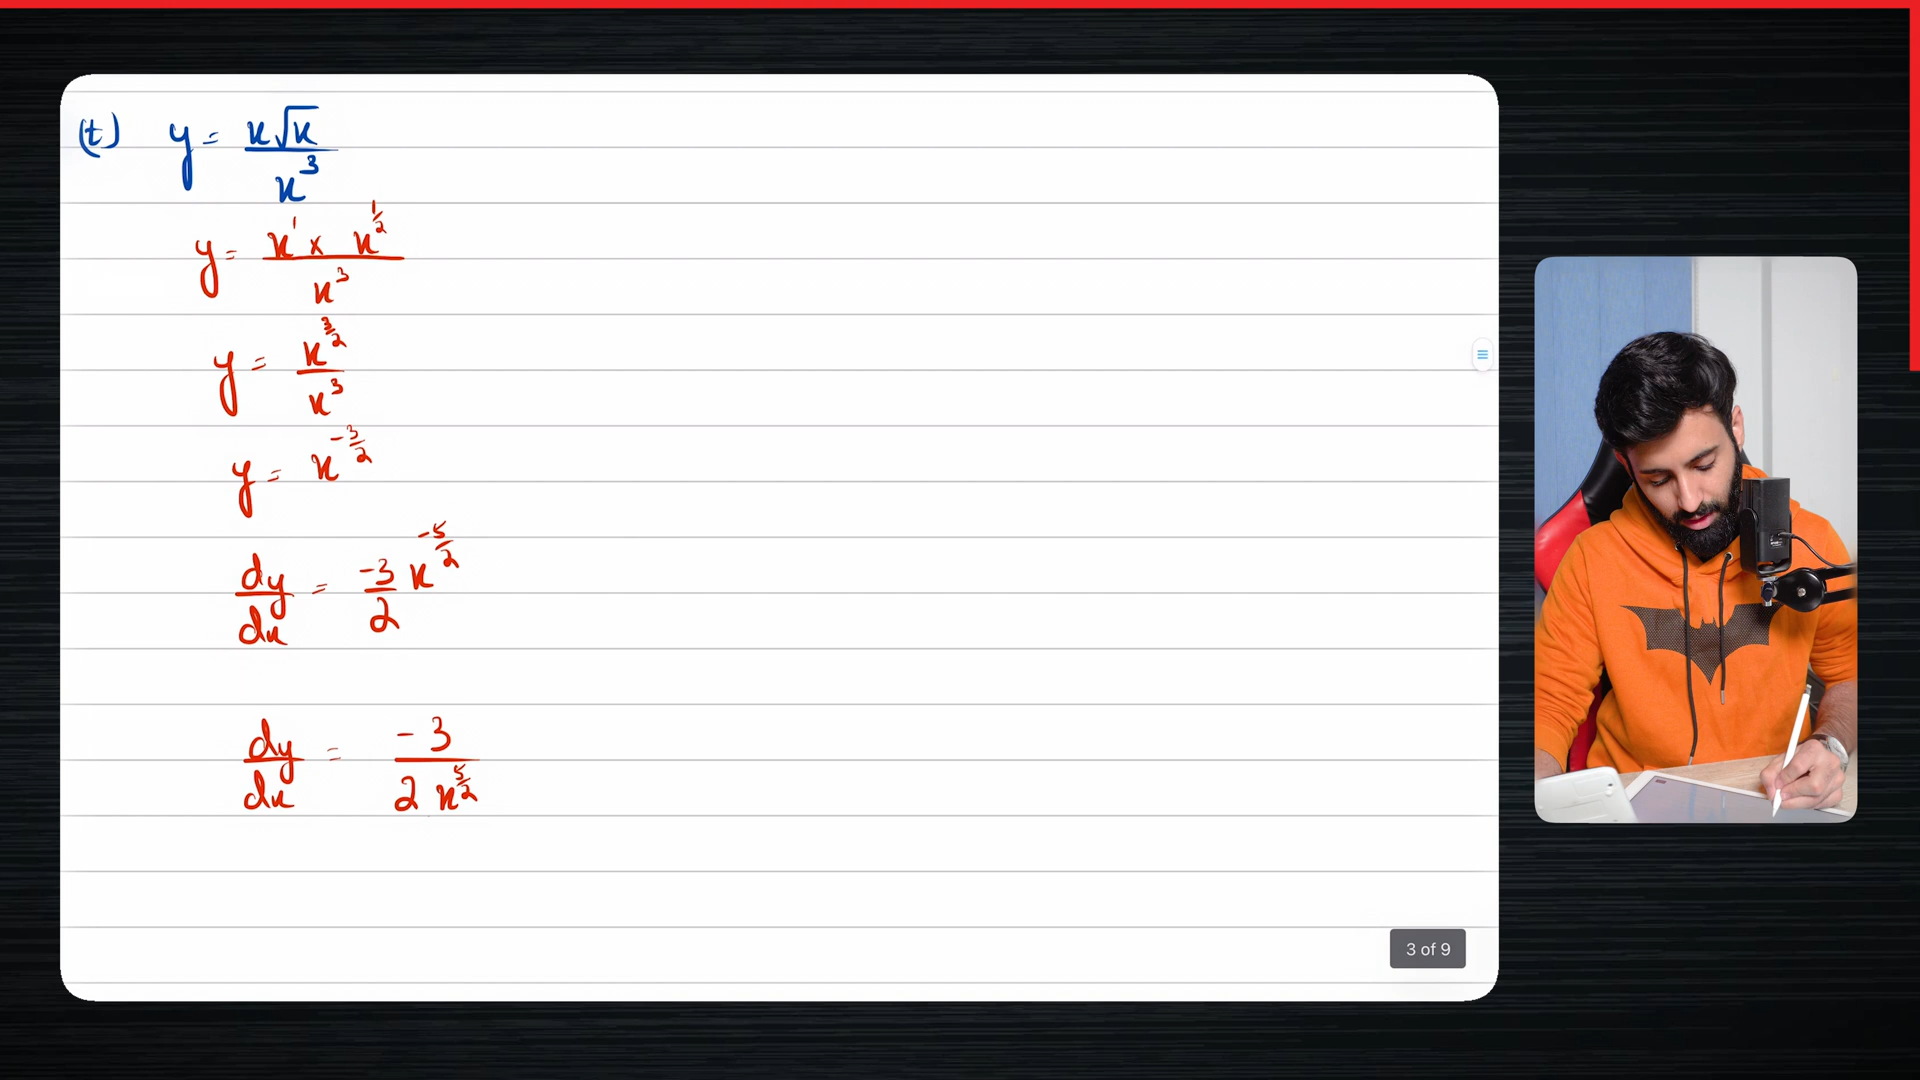 (t) y = x√x / x³
y = x¹ × x^(1/2) / x³
y = x^(3/2) / x³
y = x^(-3/2)
dy/dx = -3/2 x^(-5/2)
dy/dx = -3 / 2x^(5/2)
3 of 9